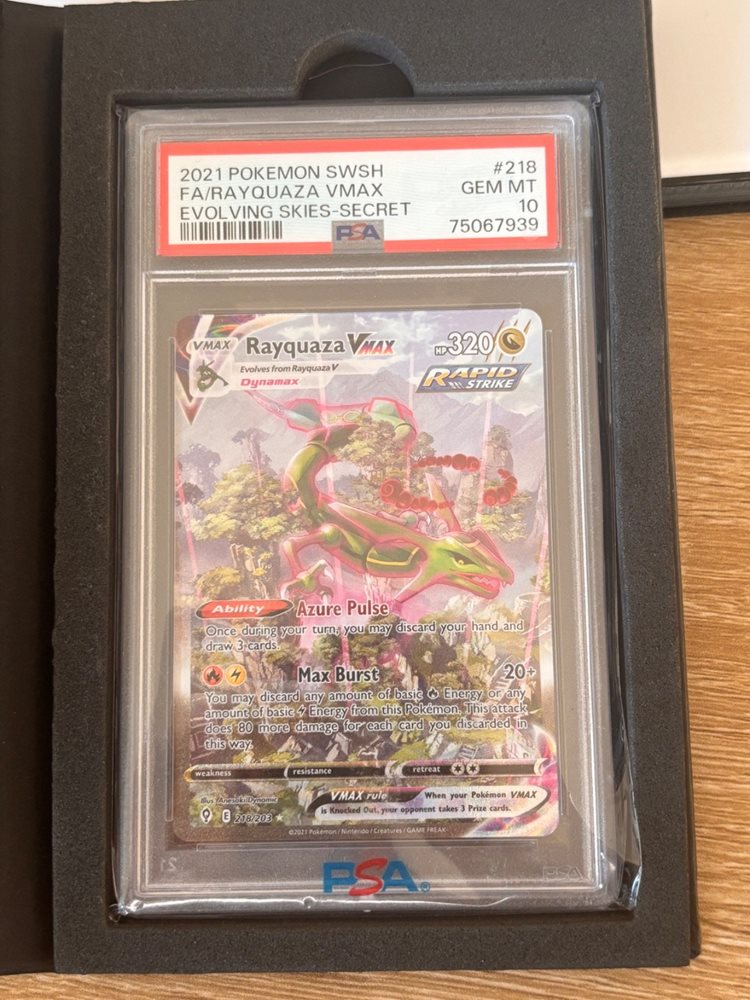 2021 POKEMON SWSH #218
FA/RAYQUAZA VMAX GEM MT
EVOLVING SKIES-SECRET 10
PSA 75067939
VMAX Rayquaza VMAX HP 320
Evolves from Rayquaza V
Dynamax
RAPID
STRIKE
Ability Azure Pulse
Once during your turn, you may discard your hand and
draw 3 cards.
Max Burst 20+
You may discard any amount of basic Energy or any
amount of basic Energy from this Pokémon. This attack
does 80 more damage for each card you discarded in
this way.
weakness resistance retreat
Illus. /AnesakiDynamic
VMAX rule When your Pokémon VMAX
is Knocked Out, your opponent takes 3 Prize cards.
E 218/203
©2021 Pokémon / Nintendo / Creatures / GAME FREAK
PSA®